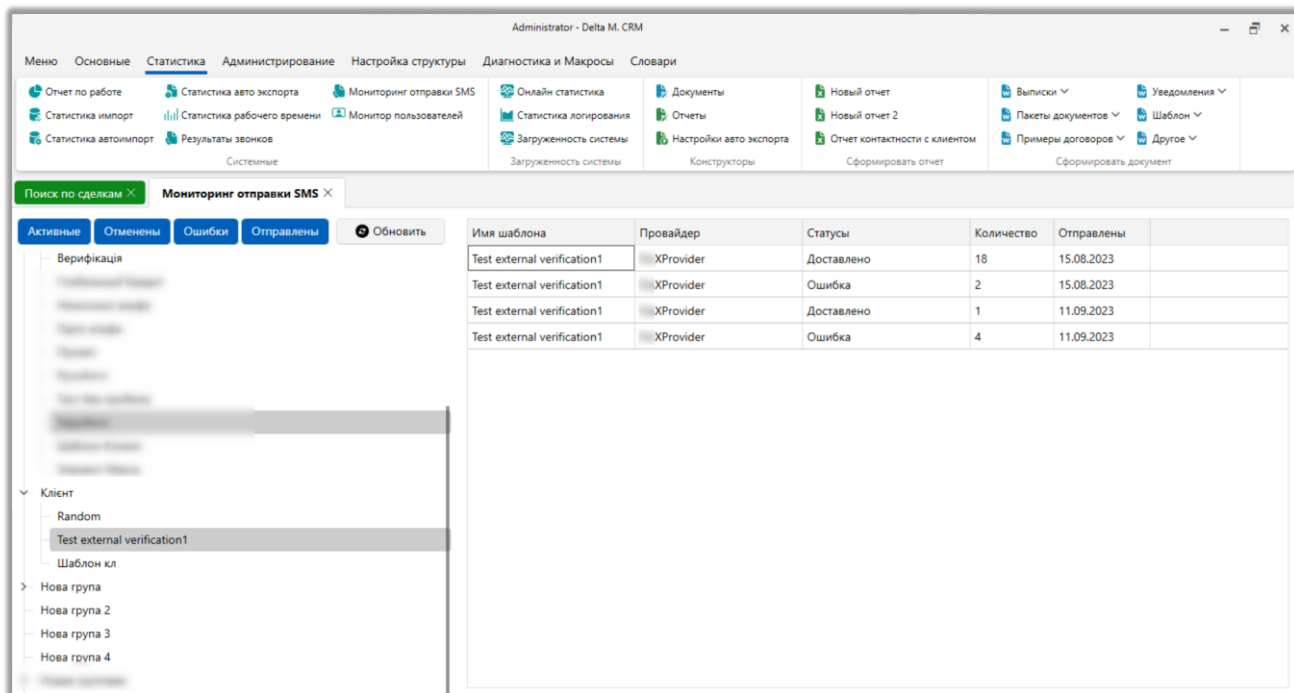 Administrator - Delta M. CRM
Меню Основные Статистика Администрирование Настройка структуры Диагностика и Макросы Словари
Отчет по работе Статистика авто экспорта Мониторинг отправки SMS Онлайн статистика Документы Новый отчет Выписки Уведомления
Статистика импорт Статистика рабочего времени Монитор пользователей Статистика логирования Отчеты Новый отчет 2 Пакеты документов Шаблон
Статистика автоимпорт Результаты звонков Загруженность системы Настройки авто экспорта Отчет контактности с клиентом Примеры договоров Другое
Системные Загруженность системы Конструкторы Сформировать отчет Сформировать документ
Поиск по сделкам Мониторинг отправки SMS
Активные Отменены Ошибки Отправлены Обновить
Верифікація
Клієнт
Random
Test external verification1
Шаблон кл
Нова група
Нова група 2
Нова група 3
Нова група 4
Имя шаблона Провайдер Статусы Количество Отправлены
Test external verification1 XProvider Доставлено 18 15.08.2023
Test external verification1 XProvider Ошибка 2 15.08.2023
Test external verification1 XProvider Доставлено 1 11.09.2023
Test external verification1 XProvider Ошибка 4 11.09.2023